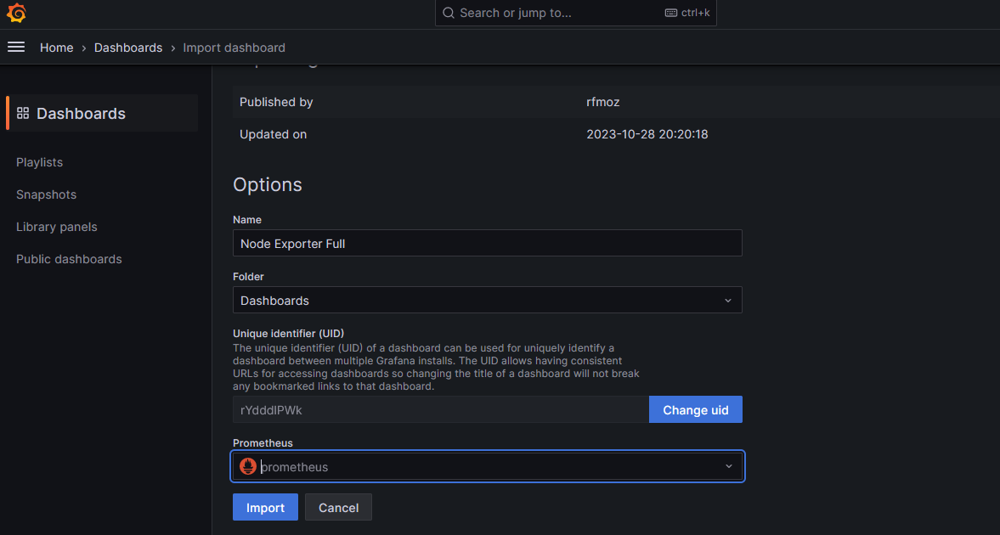 Search or jump to...
ctrl+k
Home › Dashboards › Import dashboard
Dashboards
Playlists
Snapshots
Library panels
Public dashboards
Published by rfmoz
Updated on 2023-10-28 20:20:18
Options
Name
Node Exporter Full
Folder
Dashboards
Unique identifier (UID)
The unique identifier (UID) of a dashboard can be used for uniquely identify a
dashboard between multiple Grafana installs. The UID allows having consistent
URLs for accessing dashboards so changing the title of a dashboard will not break
any bookmarked links to that dashboard.
rYdddlPWk
Change uid
Prometheus
prometheus
Import
Cancel